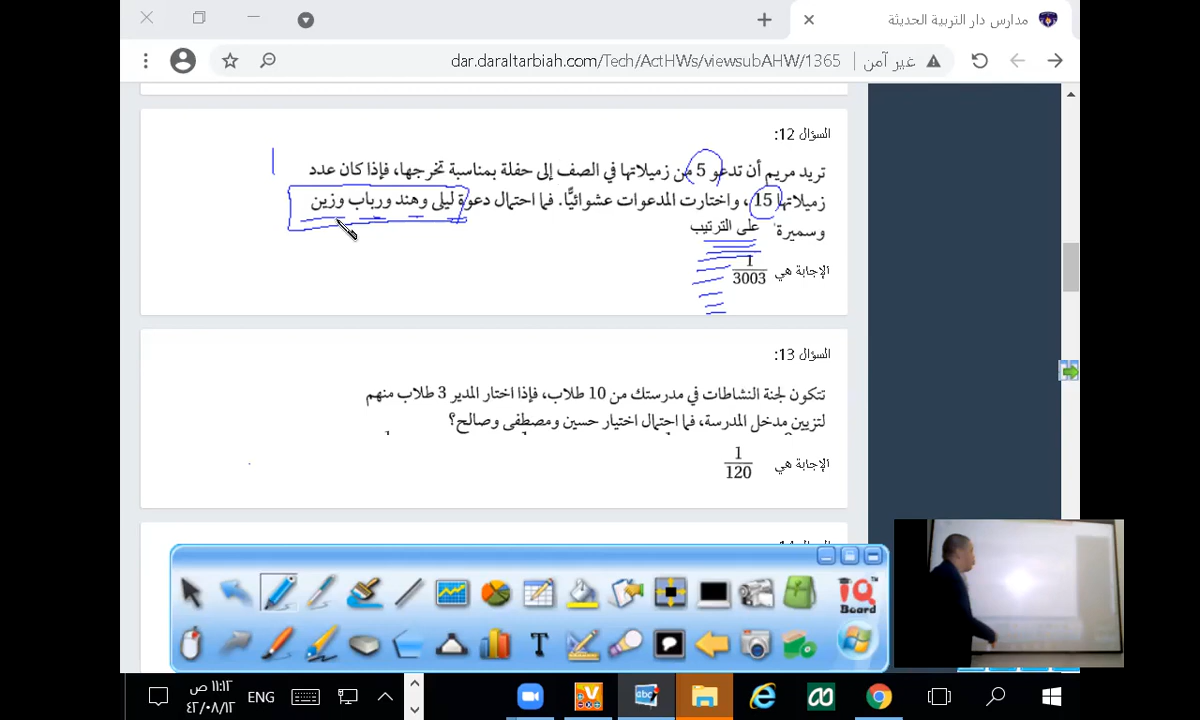 مدارس دار التربية الحديثة
غير آمن
dar.daraltarbiah.com/Tech/ActHWs/viewsubAHW/1365
السؤال 12:
تريد مريم أن تدعو 5 من زميلاتها في الصف إلى حفلة بمناسبة تخرجها، فإذا كان عدد
زميلاتها 15، واختارت المدعوات عشوائيًّا. فما احتمال دعوة ليلى وهند ورباب وزين
وسميرة على الترتيب
الإجابة هي 1/3003
السؤال 13:
تتكون لجنة النشاطات في مدرستك من 10 طلاب، فإذا اختار المدير 3 طلاب منهم
لتزيين مدخل المدرسة، فما احتمال اختيار حسين ومصطفى وصالح؟
الإجابة هي 1/120
IQ
Board
T
ENG
١١:١٢ ص
٤٢/٠٨/١٢